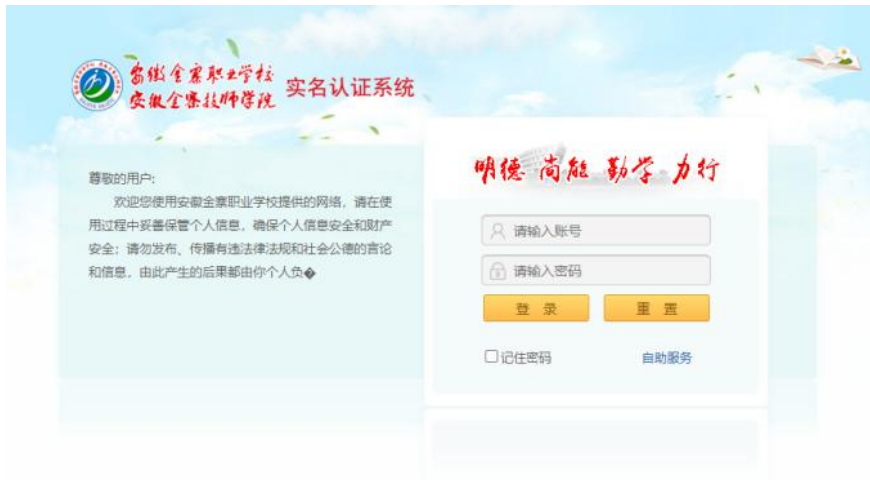 安徽金寨职业学校
安徽金寨技师学院
实名认证系统
明德 尚能 勤学 力行
尊敬的用户:
欢迎您使用安徽金寨职业学校提供的网络，请在使
用过程中妥善保管个人信息，确保个人信息安全和财产
安全；请勿发布、传播有违法律法规和社会公德的言论
和信息，由此产生的后果都由你个人负�
请输入账号
请输入密码
登 录
重 置
记住密码
自助服务